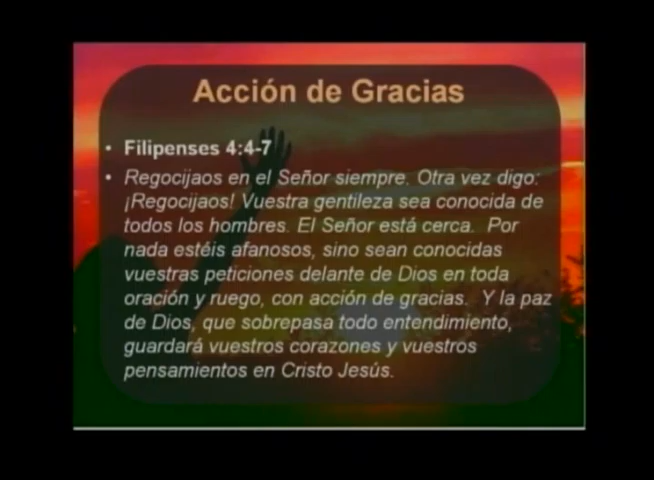 Acción de Gracias
• Filipenses 4:4-7
• Regocijaos en el Señor siempre. Otra vez digo:
¡Regocijaos! Vuestra gentileza sea conocida de
todos los hombres. El Señor está cerca. Por
nada estéis afanosos, sino sean conocidas
vuestras peticiones delante de Dios en toda
oración y ruego, con acción de gracias. Y la paz
de Dios, que sobrepasa todo entendimiento,
guardará vuestros corazones y vuestros
pensamientos en Cristo Jesús.